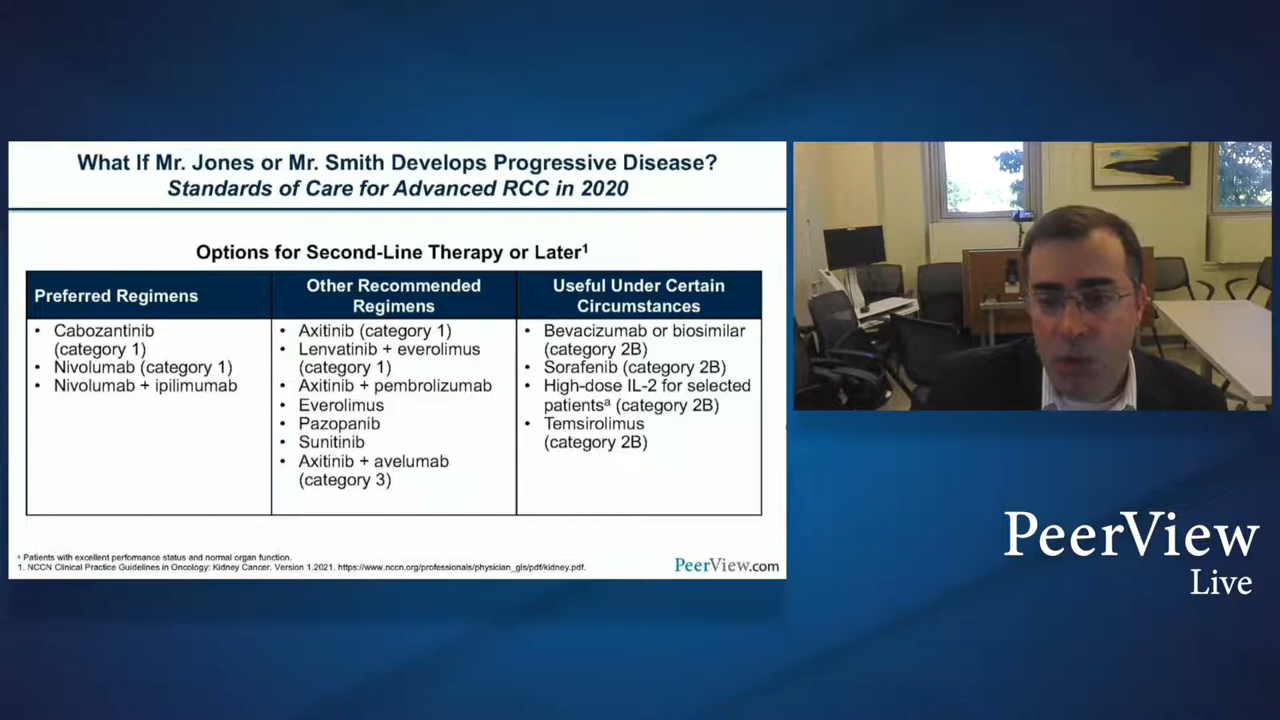 What If Mr. Jones or Mr. Smith Develops Progressive Disease?
Standards of Care for Advanced RCC in 2020
Options for Second-Line Therapy or Later¹
Preferred Regimens
• Cabozantinib
(category 1)
• Nivolumab (category 1)
• Nivolumab + ipilimumab
Other Recommended
Regimens
• Axitinib (category 1)
• Lenvatinib + everolimus
(category 1)
• Axitinib + pembrolizumab
• Everolimus
• Pazopanib
• Sunitinib
• Axitinib + avelumab
(category 3)
Useful Under Certain
Circumstances
• Bevacizumab or biosimilar
(category 2B)
• Sorafenib (category 2B)
• High-dose IL-2 for selected
patientsᵃ (category 2B)
• Temsirolimus
(category 2B)
ᵃ Patients with excellent performance status and normal organ function.
1. NCCN Clinical Practice Guidelines in Oncology: Kidney Cancer. Version 1.2021. https://www.nccn.org/professionals/physician_gls/pdf/kidney.pdf.
PeerView.com
PeerView
Live